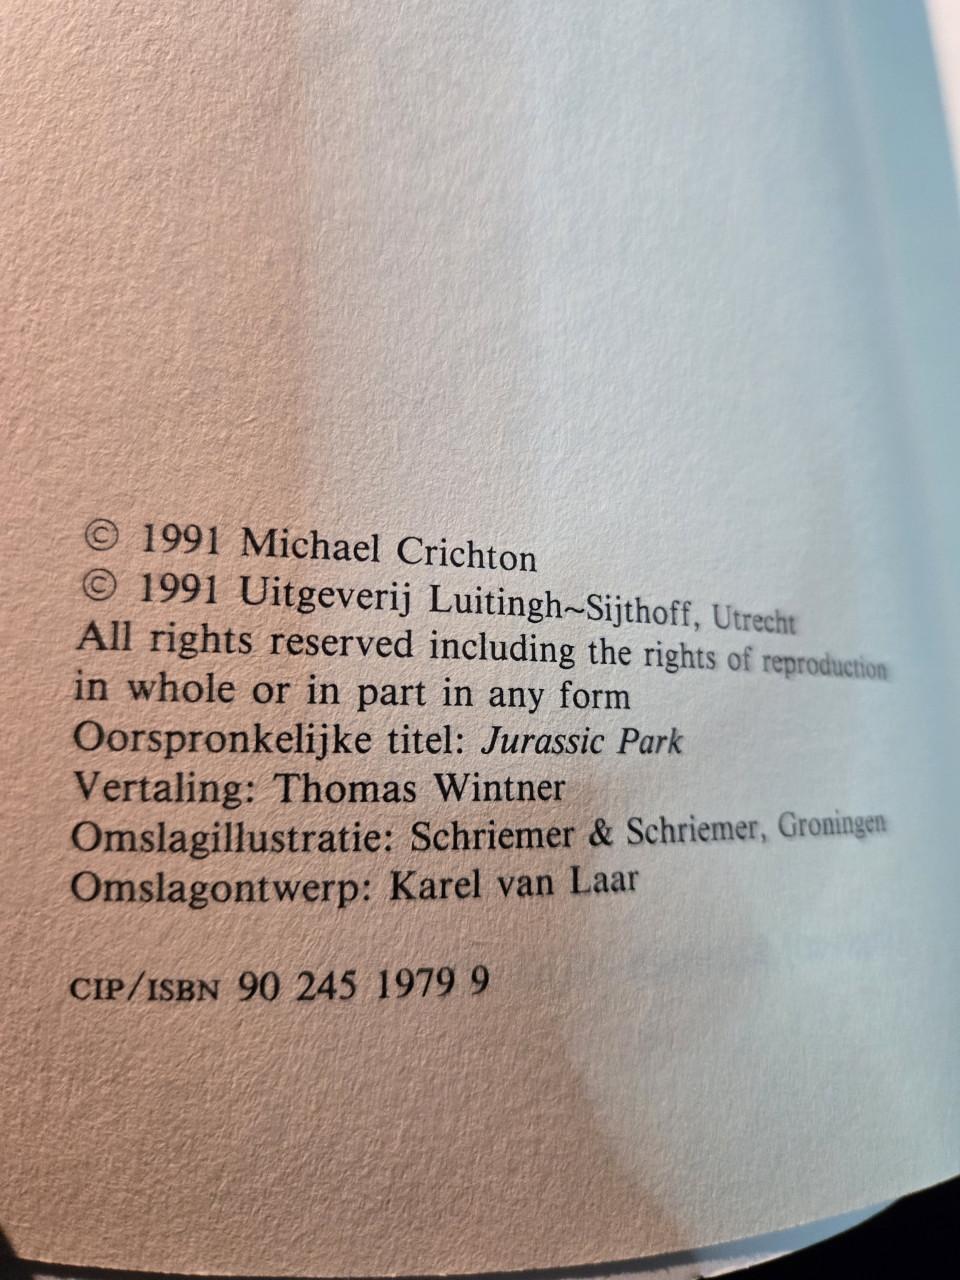 © 1991 Michael Crichton
© 1991 Uitgeverij Luitingh~Sijthoff, Utrecht
All rights reserved including the rights of reproduction
in whole or in part in any form
Oorspronkelijke titel: Jurassic Park
Vertaling: Thomas Wintner
Omslagillustratie: Schriemer & Schriemer, Groningen
Omslagontwerp: Karel van Laar
CIP/ISBN 90 245 1979 9